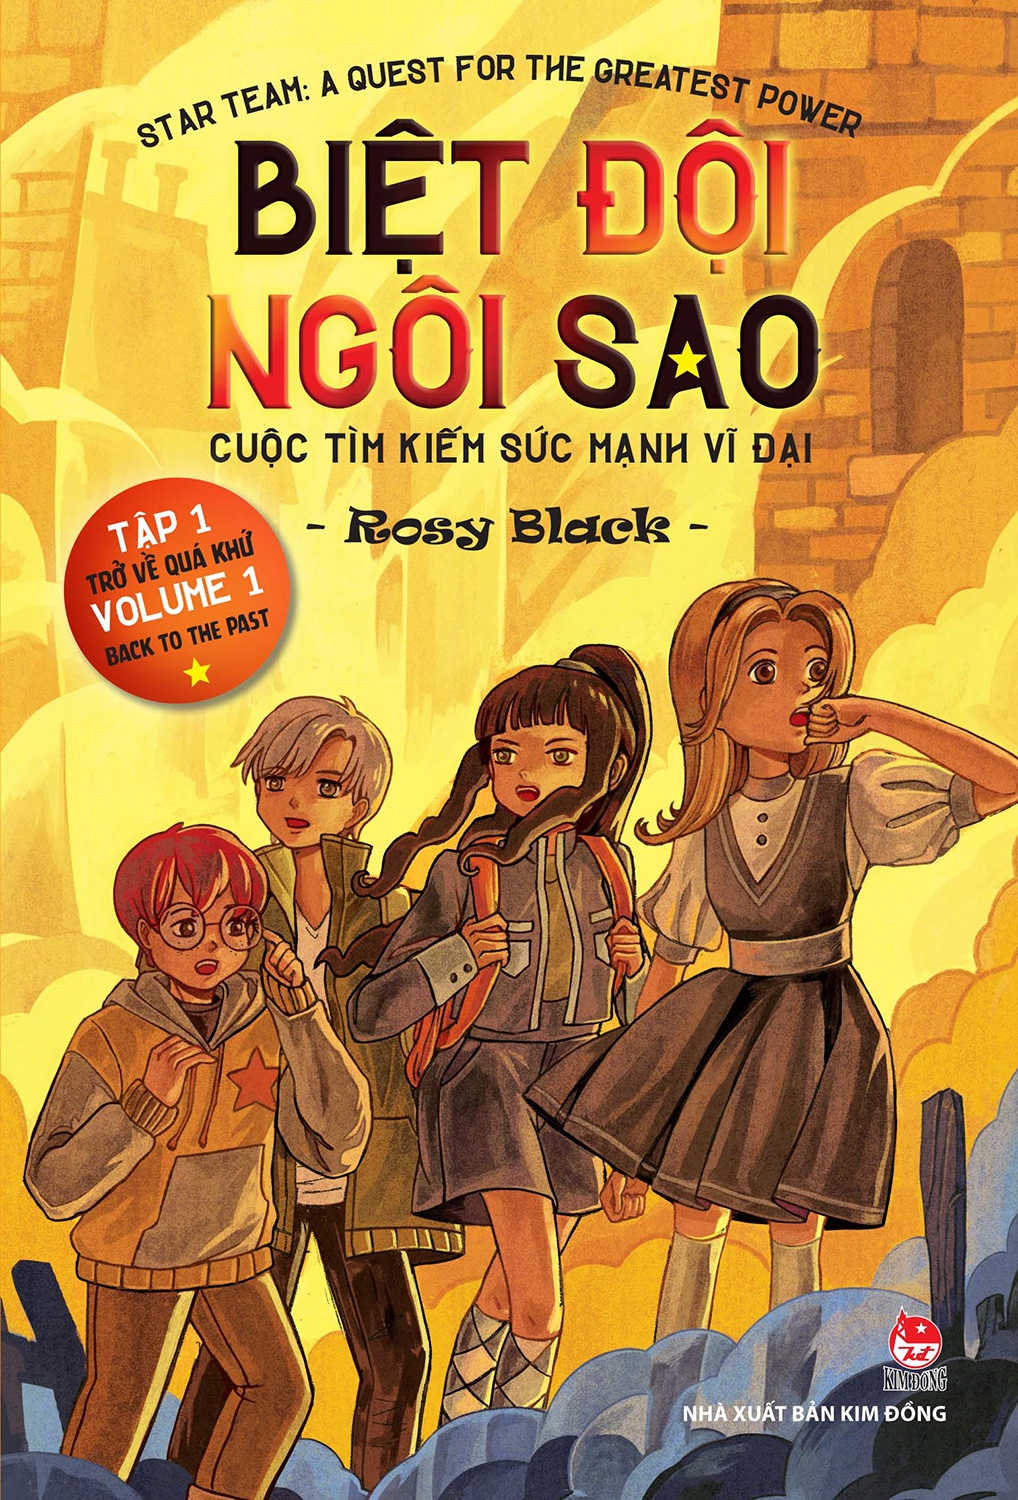 STAR TEAM: A QUEST FOR THE GREATEST POWER
BIỆT ĐỘI
NGÔI SAO
CUỘC TÌM KIẾM SỨC MẠNH VĨ ĐẠI
- Rosy Black -
TẬP 1
TRỞ VỀ QUÁ KHỨ
VOLUME 1
BACK TO THE PAST
kđ
KIM ĐỒNG
NHÀ XUẤT BẢN KIM ĐỒNG